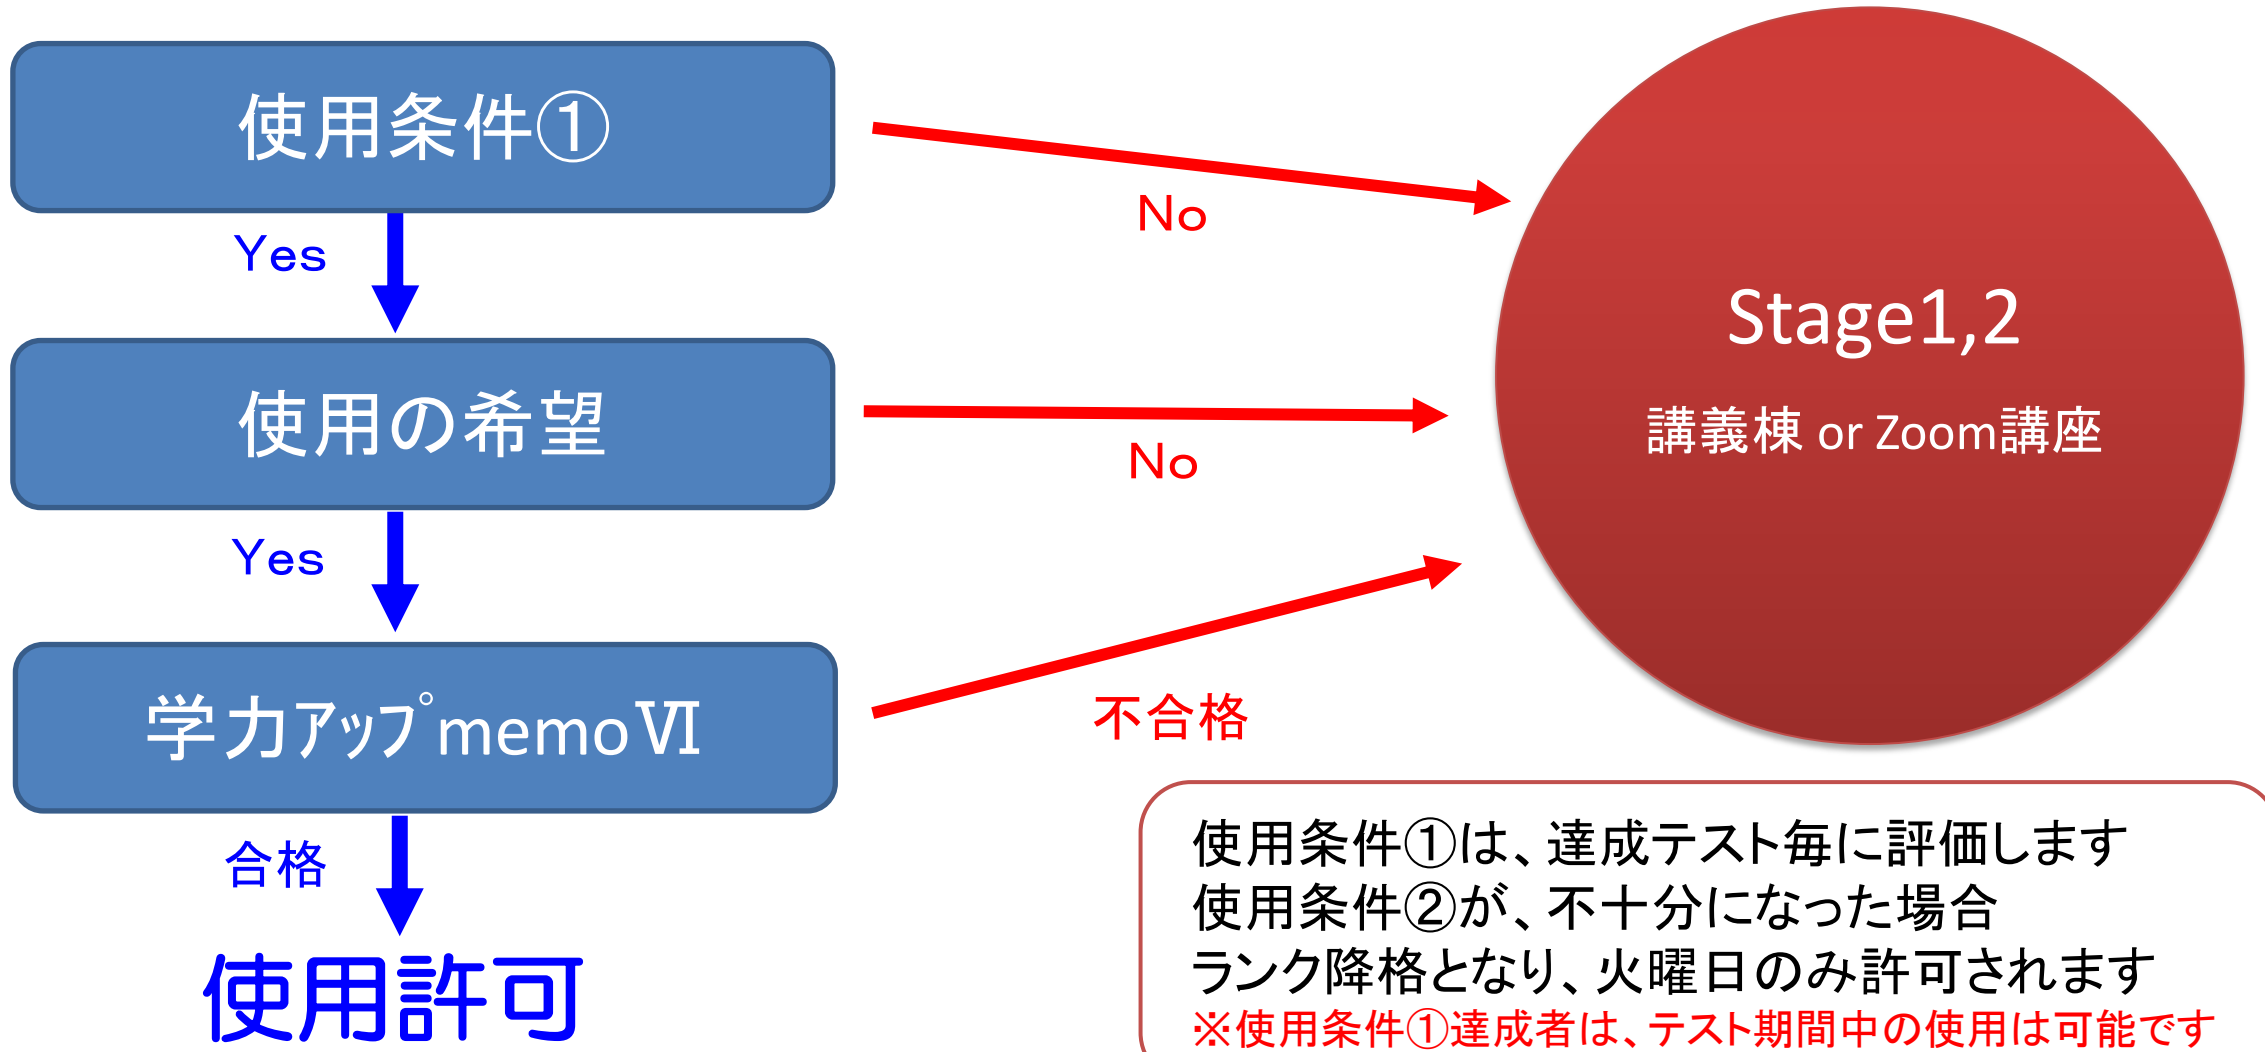 使用条件①
No
Yes
Stage1,2
使用の希望
講義棟 or Zoom講座
No
Yes
学力ｱｯﾌﾟmemoⅥ
不合格
合格
使用許可
使用条件①は、達成テスト毎に評価します
使用条件②が、不十分になった場合
ランク降格となり、火曜日のみ許可されます
※使用条件①達成者は、テスト期間中の使用は可能です